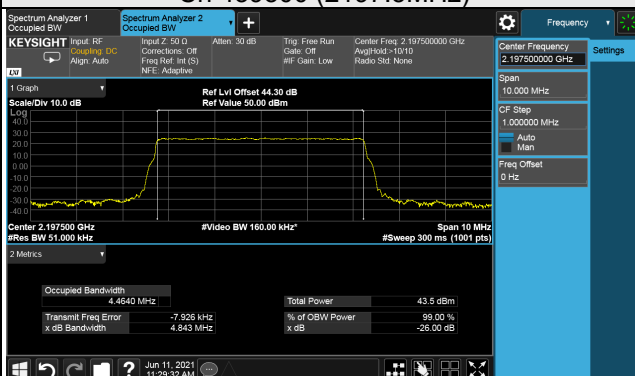 Spectrum Analyzer 1
Occupied BW
Spectrum Analyzer 2
Occupied BW
Frequency
KEYSIGHT
Input: RF
Coupling: DC
Align: Auto
Input Z: 50 Ω
Corrections: Off
Freq Ref: Int (S)
NFE: Adaptive
Atten: 30 dB
Trig: Free Run
Gate: Off
#IF Gain: Low
Center Freq: 2.197500000 GHz
Avg|Hold:>10/10
Radio Std: None
LXI
Center Frequency
2.197500000 GHz
Settings
Span
10.000 MHz
CF Step
1.000000 MHz
Auto
Man
Freq Offset
0 Hz
1 Graph
Ref Lvl Offset 44.30 dB
Scale/Div 10.0 dB
Ref Value 50.00 dBm
Log
40.0
30.0
20.0
10.0
0.00
-10.0
-20.0
-30.0
-40.0
Center 2.197500 GHz
#Video BW 160.00 kHz*
Span 10 MHz
#Res BW 51.000 kHz
#Sweep 300 ms (1001 pts)
2 Metrics
Occupied Bandwidth
4.4640 MHz
Total Power
43.5 dBm
Transmit Freq Error
-7.926 kHz
% of OBW Power
99.00 %
x dB Bandwidth
4.843 MHz
x dB
-26.00 dB
?
Jun 11, 2021
11:29:32 AM